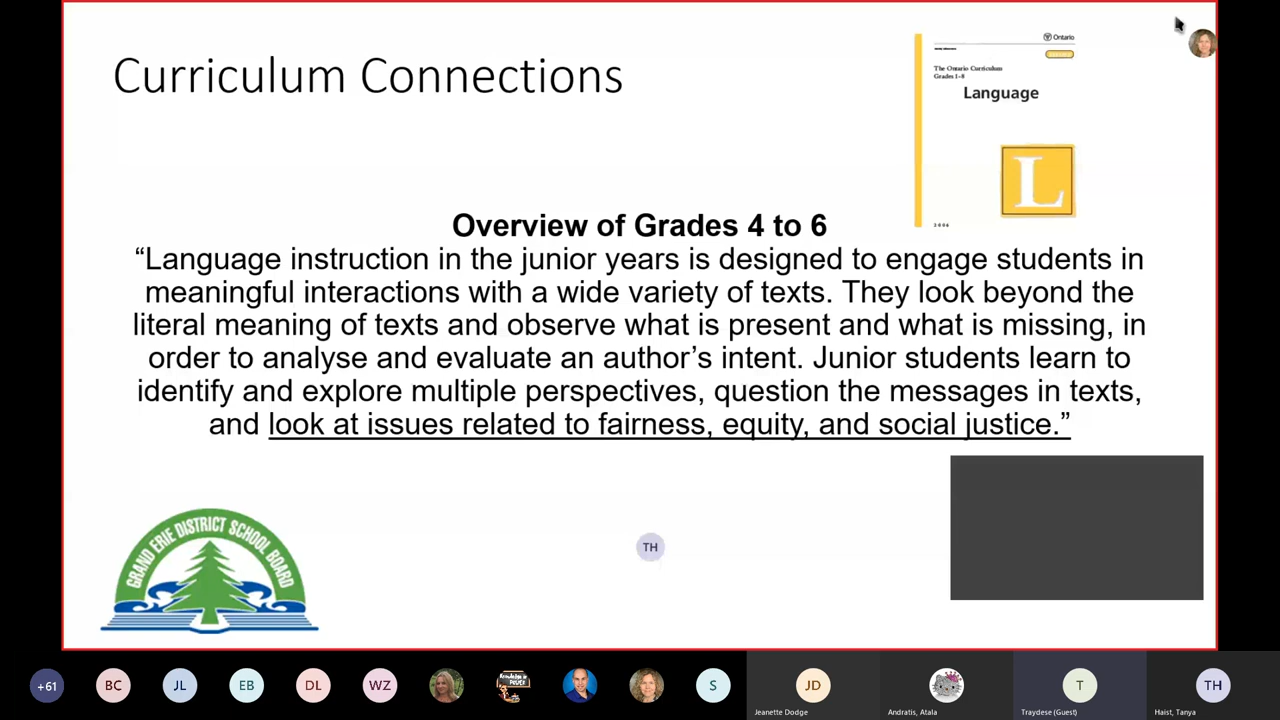 Curriculum Connections
Ontario
The Ontario Curriculum
Grades 1-8
Language
L
2006
Overview of Grades 4 to 6
“Language instruction in the junior years is designed to engage students in
meaningful interactions with a wide variety of texts. They look beyond the
literal meaning of texts and observe what is present and what is missing, in
order to analyse and evaluate an author’s intent. Junior students learn to
identify and explore multiple perspectives, question the messages in texts,
and look at issues related to fairness, equity, and social justice.”
GRAND ERIE DISTRICT SCHOOL BOARD
TH
+61
BC
JL
EB
DL
WZ
Knowledge is POWER
S
JD
T
TH
Jeanette Dodge
Andratis, Atala
Traydese (Guest)
Haist, Tanya